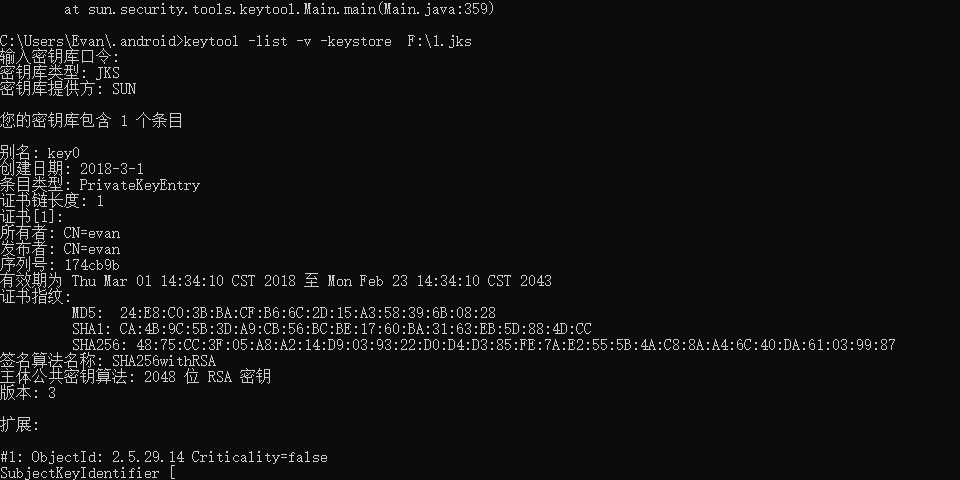 at sun.security.tools.keytool.Main.main(Main.java:359)
C:\Users\Evan\.android>keytool -list -v -keystore  F:\1.jks
输入密钥库口令:
密钥库类型: JKS
密钥库提供方: SUN
您的密钥库包含 1 个条目
别名: key0
创建日期: 2018-3-1
条目类型: PrivateKeyEntry
证书链长度: 1
证书[1]:
所有者: CN=evan
发布者: CN=evan
序列号: 174cb9b
有效期为 Thu Mar 01 14:34:10 CST 2018 至 Mon Feb 23 14:34:10 CST 2043
证书指纹:
MD5:  24:E8:C0:3B:BA:CF:B6:6C:2D:15:A3:58:39:6B:08:28
SHA1: CA:4B:9C:5B:3D:A9:CB:56:BC:BE:17:60:BA:31:63:EB:5D:88:4D:CC
SHA256: 48:75:CC:3F:05:A8:A2:14:D9:03:93:22:D0:D4:D3:85:FE:7A:E2:55:5B:4A:C8:8A:A4:6C:40:DA:61:03:99:87
签名算法名称: SHA256withRSA
主体公共密钥算法: 2048 位 RSA 密钥
版本: 3
扩展:
#1: ObjectId: 2.5.29.14 Criticality=false
SubjectKeyIdentifier [